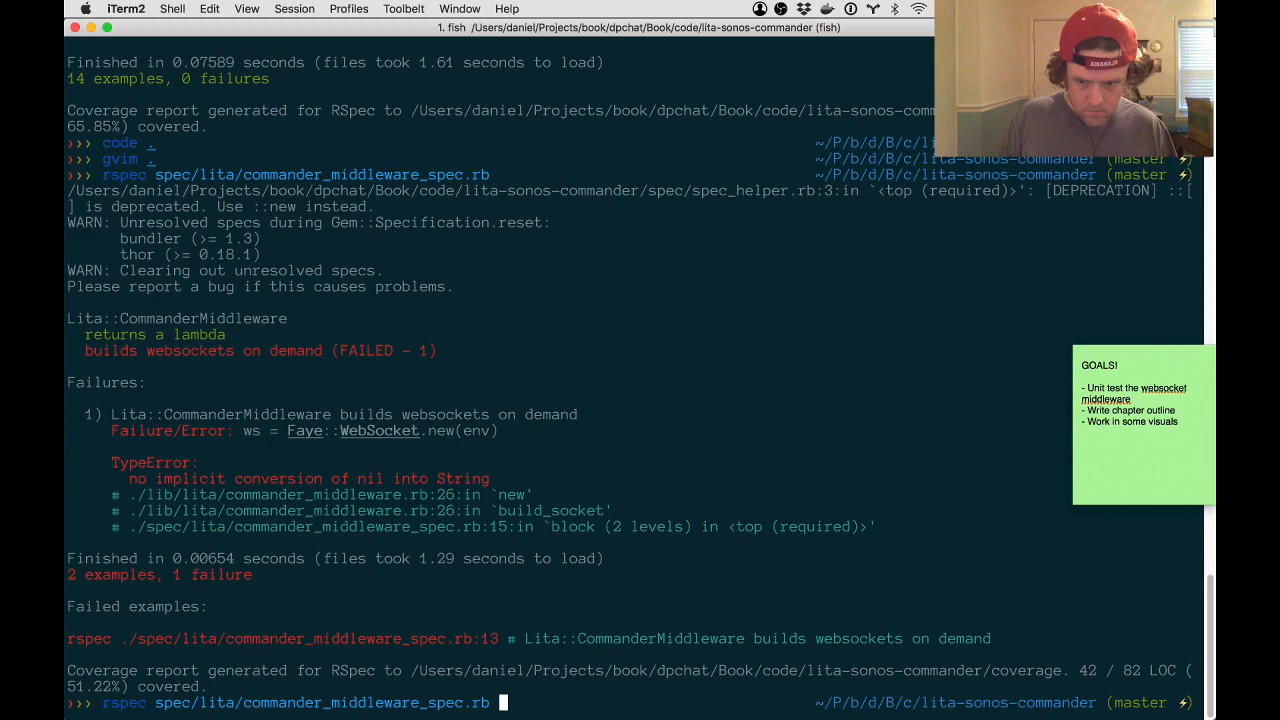 iTerm2 Shell Edit View Session Profiles Toolbelt Window Help
1. fish /Users/daniel/Projects/book/dpchat/Book/code/lita-sonos-commander (fish)
Finished in 0.07589 seconds (files took 1.61 seconds to load)
14 examples, 0 failures
Coverage report generated for RSpec to /Users/daniel/Projects/book/dpchat/Book/code/lita-sonos-comm
65.85%) covered.
❯❯❯ code . ~/P/b/d/B/c/li
❯❯❯ gvim . ~/P/b/d/B/c/lita-sonos-commander (master ⚡)
❯❯❯ rspec spec/lita/commander_middleware_spec.rb ~/P/b/d/B/c/lita-sonos-commander (master ⚡)
/Users/daniel/Projects/book/dpchat/Book/code/lita-sonos-commander/spec/spec_helper.rb:3:in `<top (required)>': [DEPRECATION] ::[
] is deprecated. Use ::new instead.
WARN: Unresolved specs during Gem::Specification.reset:
bundler (>= 1.3)
thor (>= 0.18.1)
WARN: Clearing out unresolved specs.
Please report a bug if this causes problems.
Lita::CommanderMiddleware
returns a lambda
builds websockets on demand (FAILED - 1)
Failures:
1) Lita::CommanderMiddleware builds websockets on demand
Failure/Error: ws = Faye::WebSocket.new(env)
TypeError:
no implicit conversion of nil into String
# ./lib/lita/commander_middleware.rb:26:in `new'
# ./lib/lita/commander_middleware.rb:26:in `build_socket'
# ./spec/lita/commander_middleware_spec.rb:15:in `block (2 levels) in <top (required)>'
Finished in 0.00654 seconds (files took 1.29 seconds to load)
2 examples, 1 failure
Failed examples:
rspec ./spec/lita/commander_middleware_spec.rb:13 # Lita::CommanderMiddleware builds websockets on demand
Coverage report generated for RSpec to /Users/daniel/Projects/book/dpchat/Book/code/lita-sonos-commander/coverage. 42 / 82 LOC (
51.22%) covered.
❯❯❯ rspec spec/lita/commander_middleware_spec.rb ~/P/b/d/B/c/lita-sonos-commander (master ⚡)
GOALS!
- Unit test the websocket
middleware
- Write chapter outline
- Work in some visuals